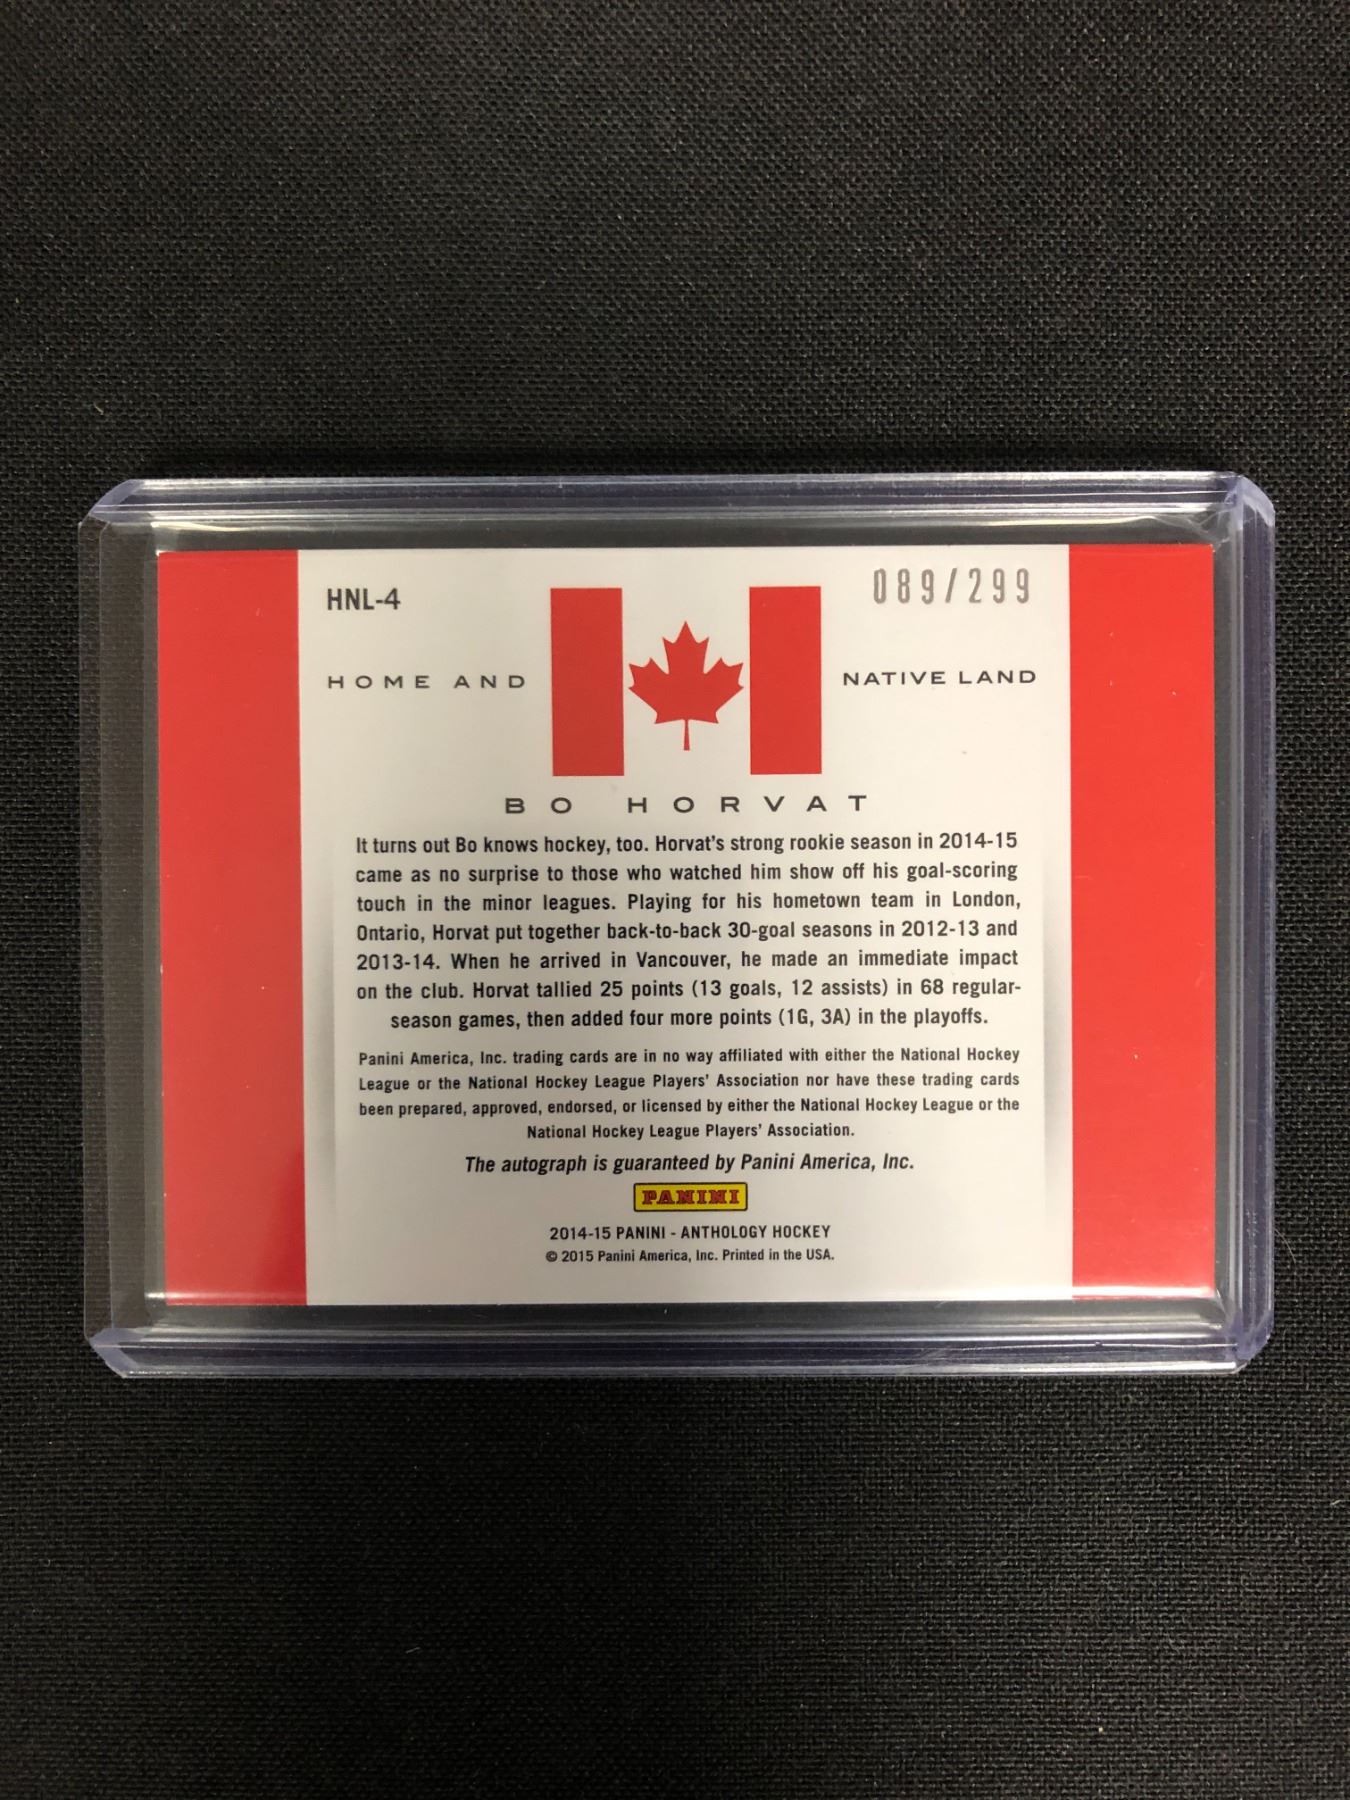 HNL-4
089/299
HOME AND
NATIVE LAND
BO HORVAT
It turns out Bo knows hockey, too. Horvat's strong rookie season in 2014-15
came as no surprise to those who watched him show off his goal-scoring
touch in the minor leagues. Playing for his hometown team in London,
Ontario, Horvat put together back-to-back 30-goal seasons in 2012-13 and
2013-14. When he arrived in Vancouver, he made an immediate impact
on the club. Horvat tallied 25 points (13 goals, 12 assists) in 68 regular-
season games, then added four more points (1G, 3A) in the playoffs.
Panini America, Inc. trading cards are in no way affiliated with either the National Hockey
League or the National Hockey League Players' Association nor have these trading cards
been prepared, approved, endorsed, or licensed by either the National Hockey League or the
National Hockey League Players' Association.
The autograph is guaranteed by Panini America, Inc.
PANINI
2014-15 PANINI - ANTHOLOGY HOCKEY
© 2015 Panini America, Inc. Printed in the USA.